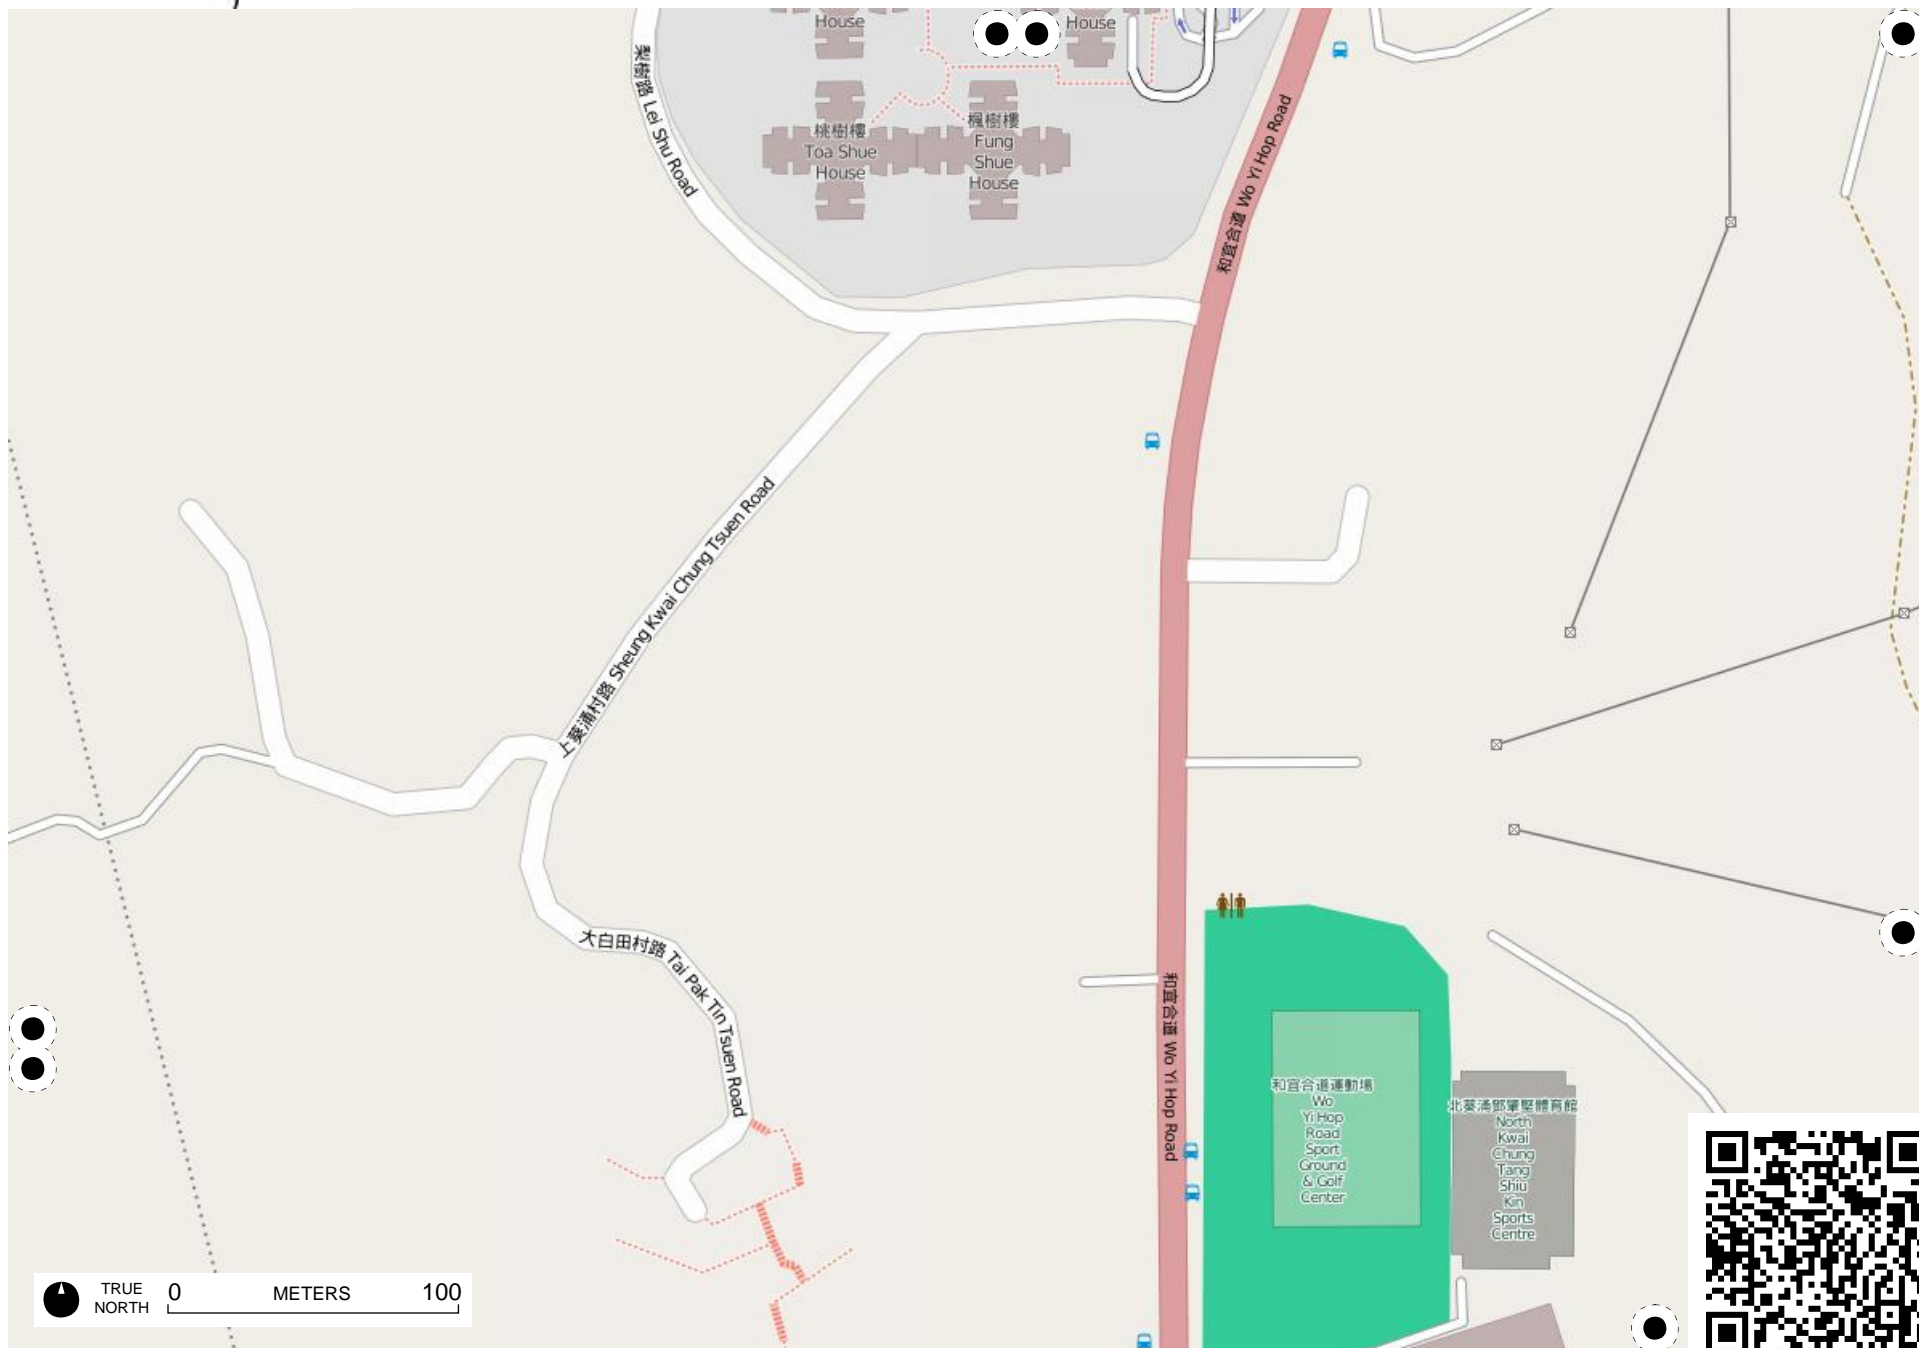 House
House
梨樹路 Lei Shu Road
桃樹樓
Toa Shue
House
楓樹樓
Fung
Shue
House
和宜合道 Wo Yi Hop Road
上葵涌村路 Sheung Kwai Chung Tsuen Road
大白田村路 Tai Pak Tin Tsuen Road
和宜合道 Wo Yi Hop Road
和宜合道運動場
Wo
Yi Hop
Road
Sport
Ground
& Golf
Center
北葵涌鄧肇堅體育館
North
Kwai
Chung
Tang
Shiu
Kin
Sports
Centre
TRUE
NORTH
0 METERS 100